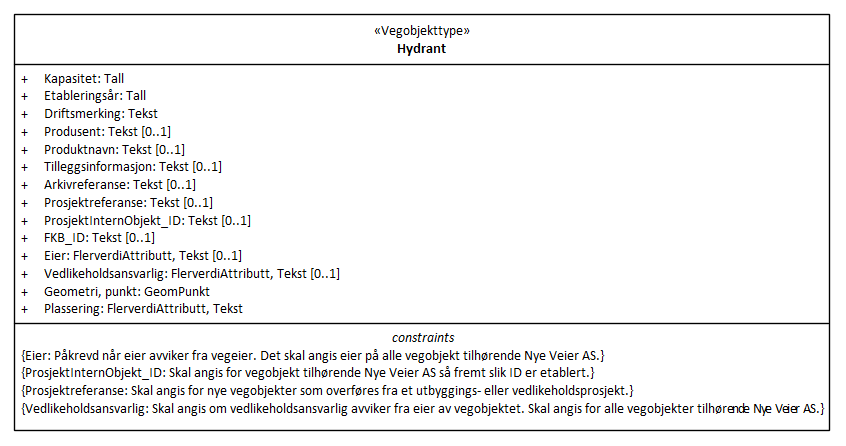 «Vegobjekttype»
Hydrant
+ Kapasitet: Tall
+ Etableringsår: Tall
+ Driftsmerking: Tekst
+ Produsent: Tekst [0..1]
+ Produktnavn: Tekst [0..1]
+ Tilleggsinformasjon: Tekst [0..1]
+ Arkivreferanse: Tekst [0..1]
+ Prosjektreferanse: Tekst [0..1]
+ ProsjektInternObjekt_ID: Tekst [0..1]
+ FKB_ID: Tekst [0..1]
+ Eier: FlerverdiAttributt, Tekst [0..1]
+ Vedlikeholdsansvarlig: FlerverdiAttributt, Tekst [0..1]
+ Geometri, punkt: GeomPunkt
+ Plassering: FlerverdiAttributt, Tekst
constraints
{Eier: Påkrevd når eier avviker fra vegeier. Det skal angis eier på alle vegobjekt tilhørende Nye Veier AS.}
{ProsjektInternObjekt_ID: Skal angis for vegobjekt tilhørende Nye Veier AS så fremt slik ID er etablert.}
{Prosjektreferanse: Skal angis for nye vegobjekter som overføres fra et utbyggings- eller vedlikeholdsprosjekt.}
{Vedlikeholdsansvarlig: Skal angis om vedlikeholdsansvarlig avviker fra eier av vegobjektet. Skal angis for alle vegobjekter tilhørende Nye Veier AS.}